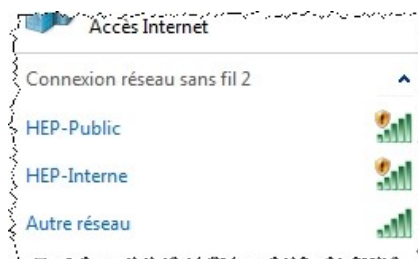 Accès Internet
Connexion réseau sans fil 2
HEP-Public
HEP-Interne
Autre réseau